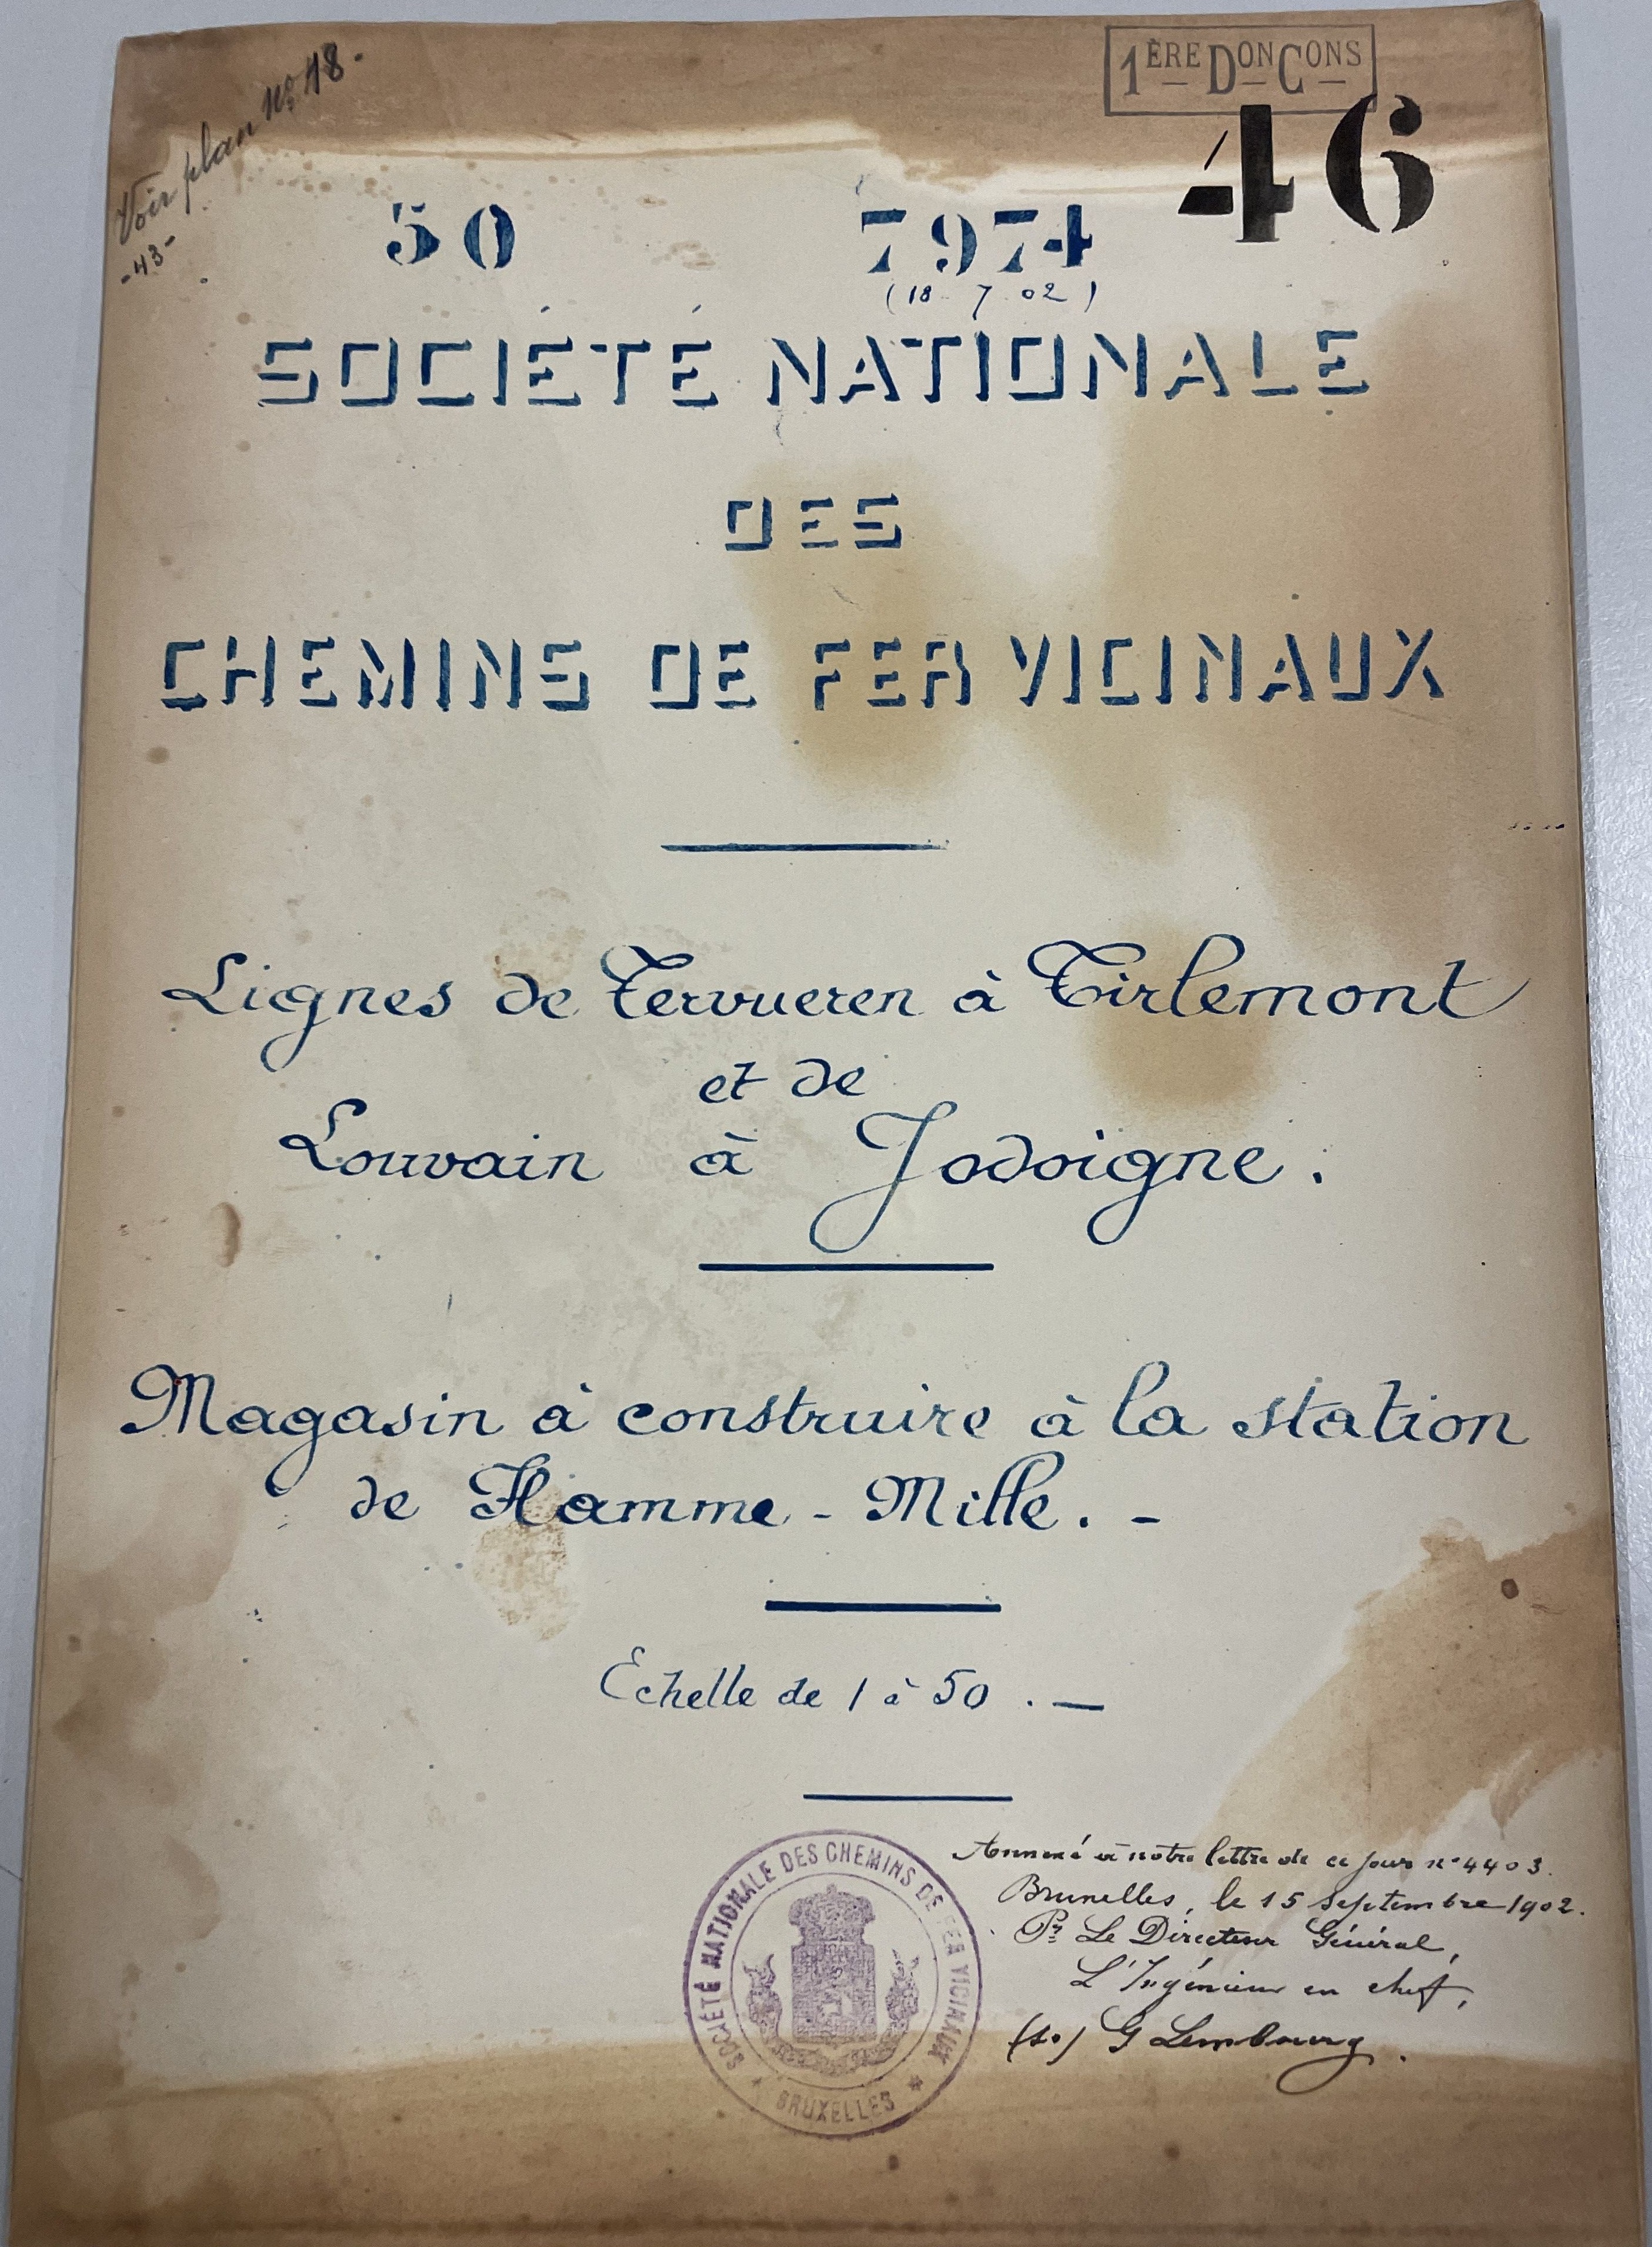 Voir plan No. 18.
-43-
1ÈRE DON CONS
46
50 7974
(18 7 02)
SOCIÉTÉ NATIONALE
DES
CHEMINS DE FER VICINAUX
Lignes de Tervueren à Tirlemont
et de
Louvain à Jodoigne.
Magasin à construire à la station
de Hamme-Mille.-
Echelle de 1 à 50.—
SOCIÉTÉ NATIONALE DES CHEMINS DE FER VICINAUX
* BRUXELLES *
Annexé à notre lettre de ce jour n° 4403.
Bruxelles, le 15 Septembre 1902.
Pr Le Directeur Général,
L'Ingénieur en chef,
(s.) G Lembourg.